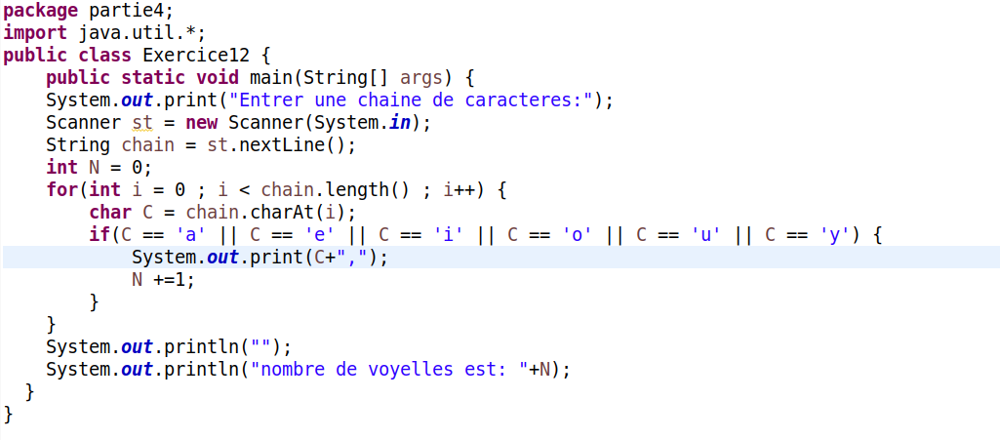 package partie4;
import java.util.*;
public class Exercice12 {
    public static void main(String[] args) {
    System.out.print("Entrer une chaine de caracteres:");
    Scanner st = new Scanner(System.in);
    String chain = st.nextLine();
    int N = 0;
    for(int i = 0 ; i < chain.length() ; i++) {
        char C = chain.charAt(i);
        if(C == 'a' || C == 'e' || C == 'i' || C == 'o' || C == 'u' || C == 'y') {
            System.out.print(C+",");
            N +=1;
        }
    }
    System.out.println("");
    System.out.println("nombre de voyelles est: "+N);
  }
}